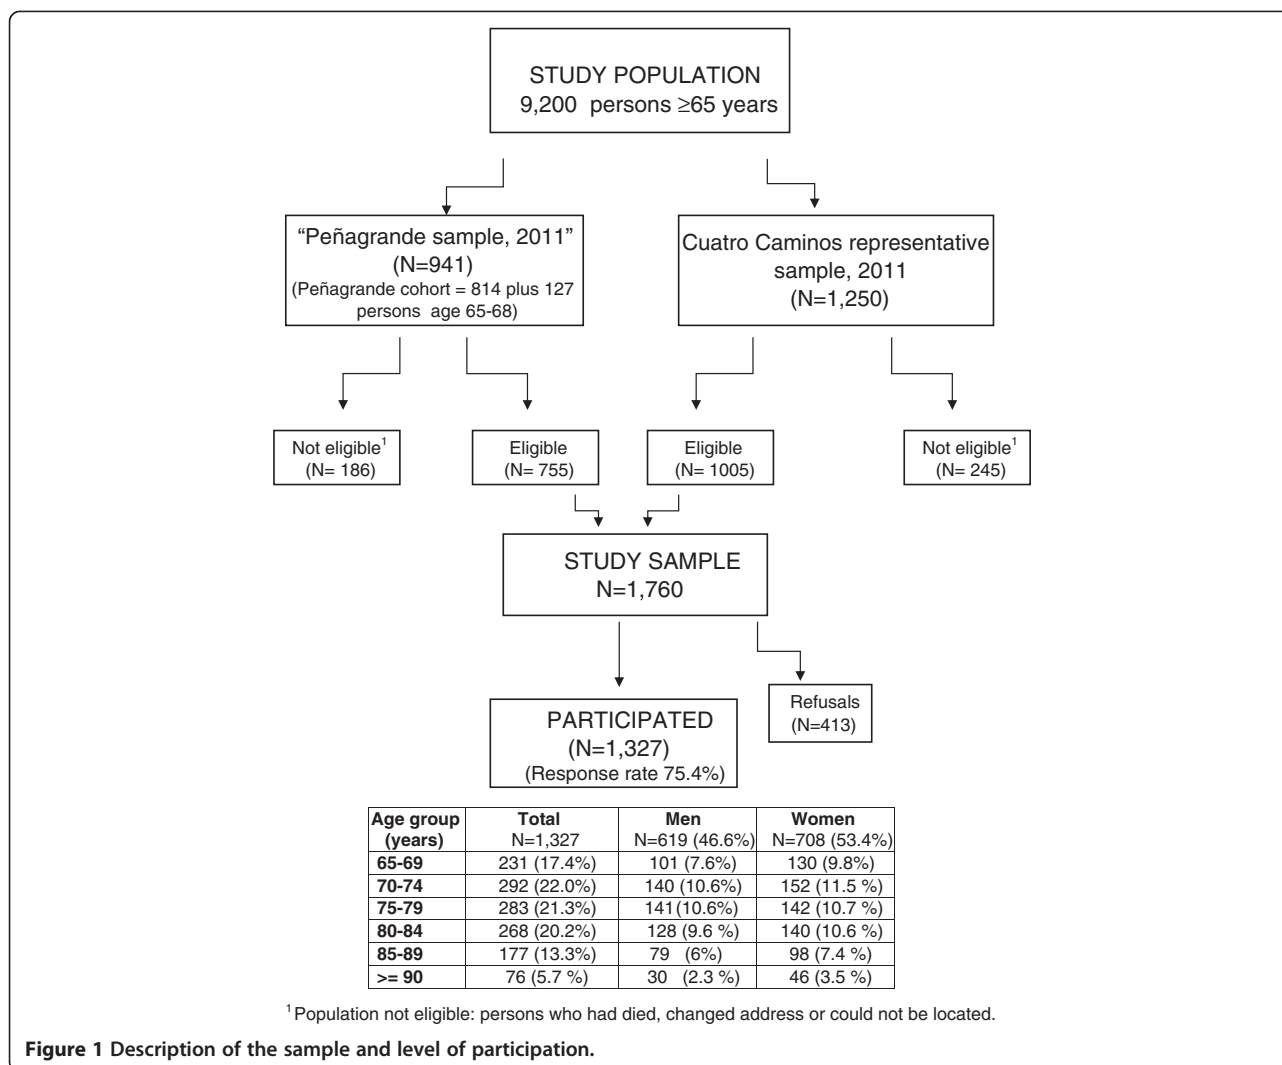 STUDY POPULATION
9,200 persons ≥65 years
“Peñagrande sample, 2011”
(N=941)
(Peñagrande cohort = 814 plus 127
persons age 65-68)
Cuatro Caminos representative
sample, 2011
(N=1,250)
Not eligible1
(N= 186)
Eligible
(N= 755)
Eligible
(N= 1005)
Not eligible1
(N= 245)
STUDY SAMPLE
N=1,760
PARTICIPATED
(N=1,327)
(Response rate 75.4%)
Refusals
(N=413)
Age group Total Men Women
(years) N=1,327 N=619 (46.6%) N=708 (53.4%)
65-69 231 (17.4%) 101 (7.6%) 130 (9.8%)
70-74 292 (22.0%) 140 (10.6%) 152 (11.5 %)
75-79 283 (21.3%) 141(10.6%) 142 (10.7 %)
80-84 268 (20.2%) 128 (9.6 %) 140 (10.6 %)
85-89 177 (13.3%) 79 (6%) 98 (7.4 %)
>= 90 76 (5.7 %) 30 (2.3 %) 46 (3.5 %)
1 Population not eligible: persons who had died, changed address or could not be located.
Figure 1 Description of the sample and level of participation.